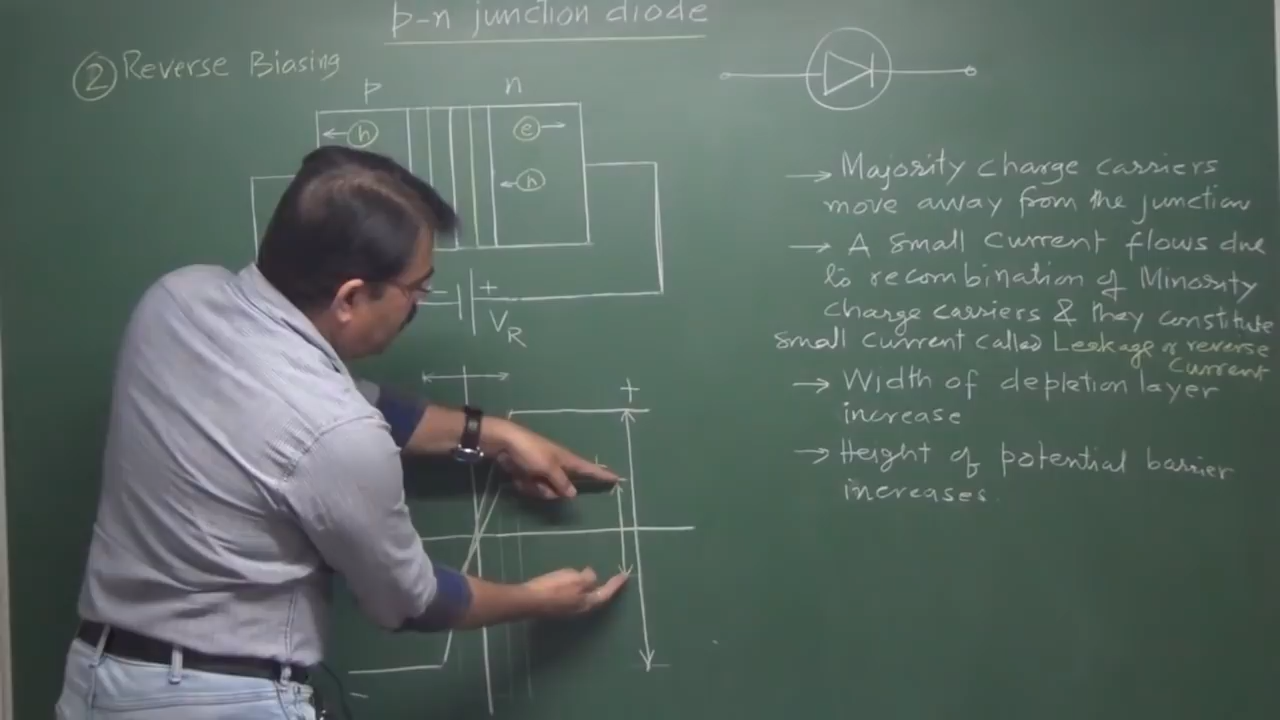 p-n junction diode
② Reverse Biasing
p n
h e
h
- +
V_R
+
+
-
→ Majority charge carriers
move away from the junction
→ A small current flows due
to recombination of Minority
charge carriers & they constitute
small current called Leakage or reverse
current
→ Width of depletion layer
increase
→ Height of potential barrier
increases.